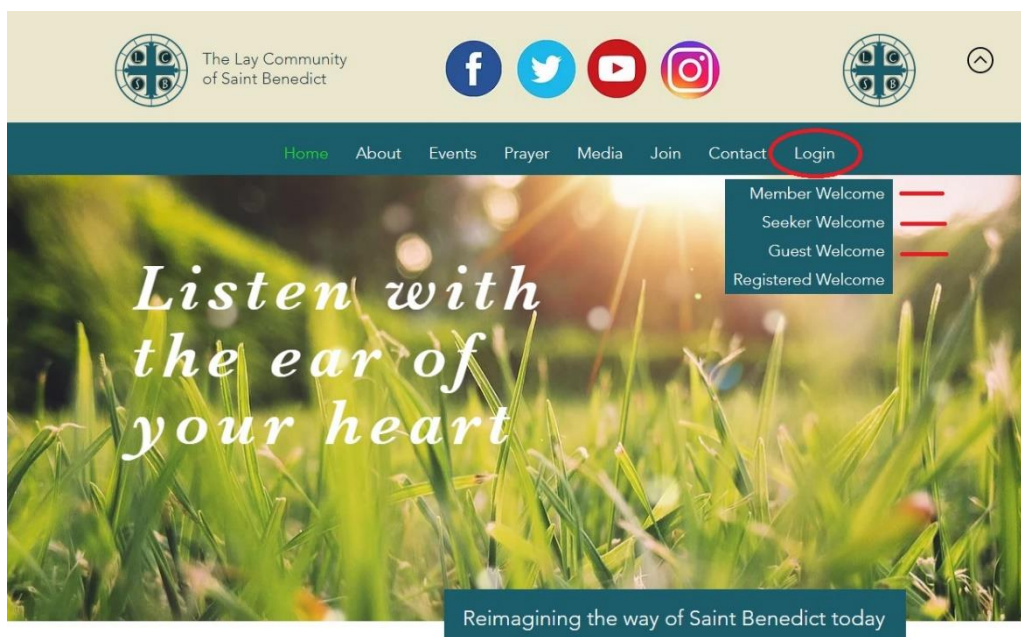 L C
S B
The Lay Community
of Saint Benedict
f
L C
S B
Home About Events Prayer Media Join Contact Login
Member Welcome
Seeker Welcome
Guest Welcome
Registered Welcome
Listen with
the ear of
your heart
Reimagining the way of Saint Benedict today